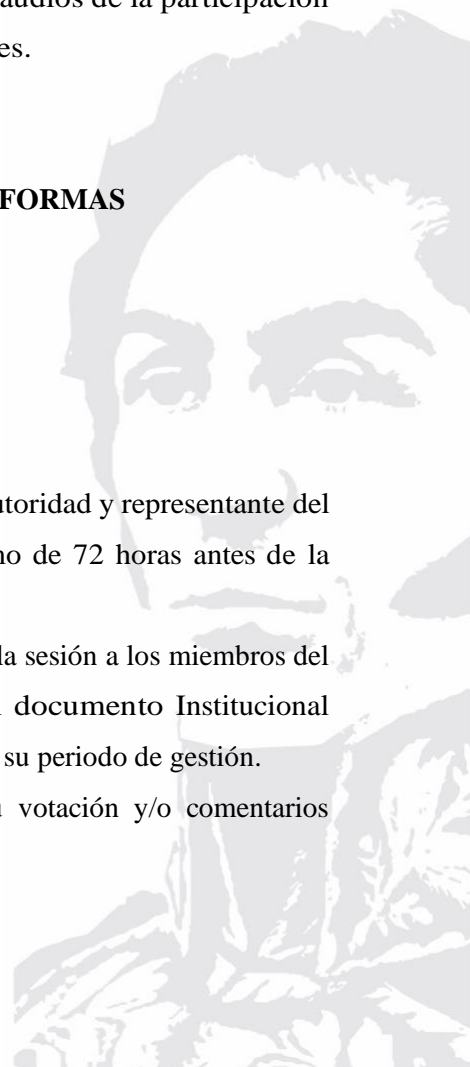 audios de la participación
es.
FORMAS
utoridad y representante del
no de 72 horas antes de la
la sesión a los miembros del
documento Institucional
su periodo de gestión.
votación y/o comentarios